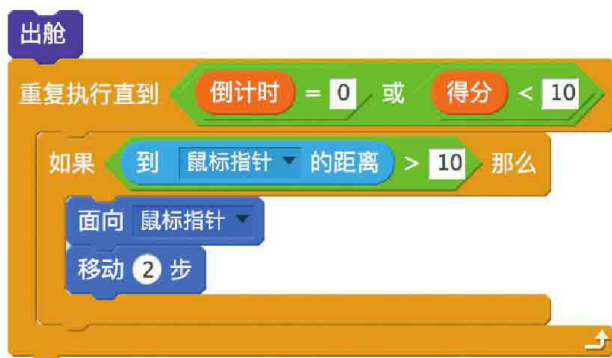 出舱
重复执行直到 倒计时 = 0 或 得分 < 10
如果 到 鼠标指针 的距离 > 10 那么
面向 鼠标指针
移动 2 步